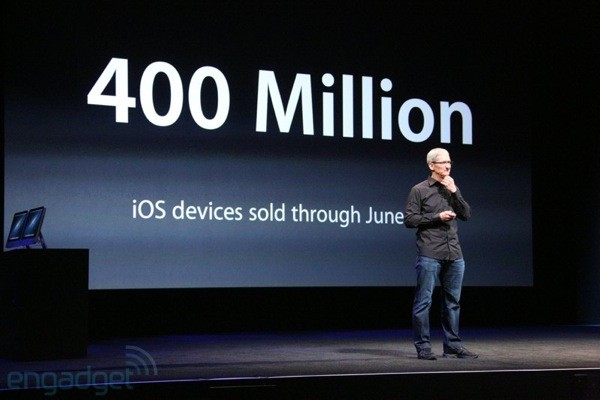 400 Million
iOS devices sold through June
engadget